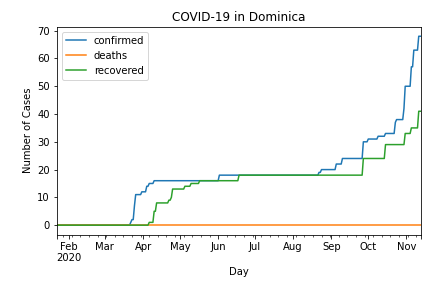 COVID-19 in Dominica
confirmed
deaths
recovered
Number of Cases
70
60
50
40
30
20
10
0
Feb
2020
Mar
Apr
May
Jun
Jul
Aug
Sep
Oct
Nov
Day